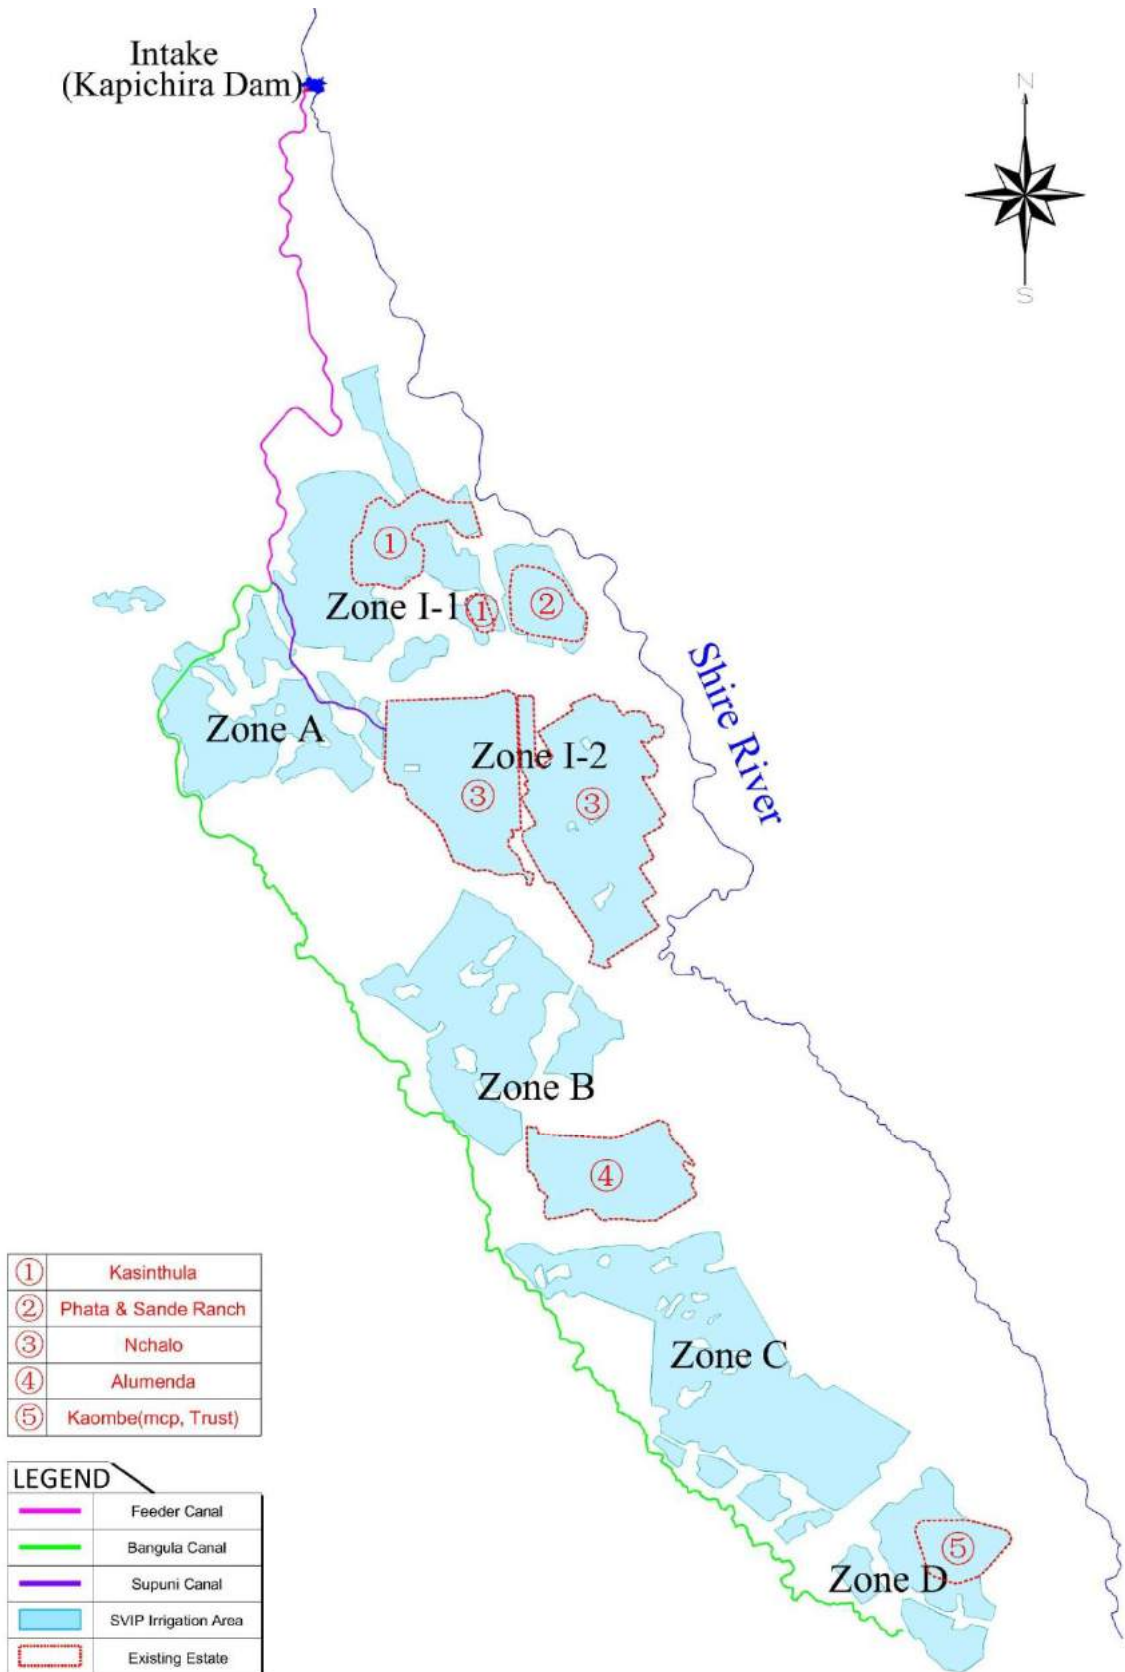 Intake
(Kapichira Dam)
N
S
①
Zone I-1
①
②
Shire River
Zone A
Zone I-2
③
③
Zone B
④
Zone C
⑤
Zone D
① Kasinthula
② Phata & Sande Ranch
③ Nchalo
④ Alumenda
⑤ Kaombe(mcp, Trust)
LEGEND
Feeder Canal
Bangula Canal
Supuni Canal
SVIP Irrigation Area
Existing Estate